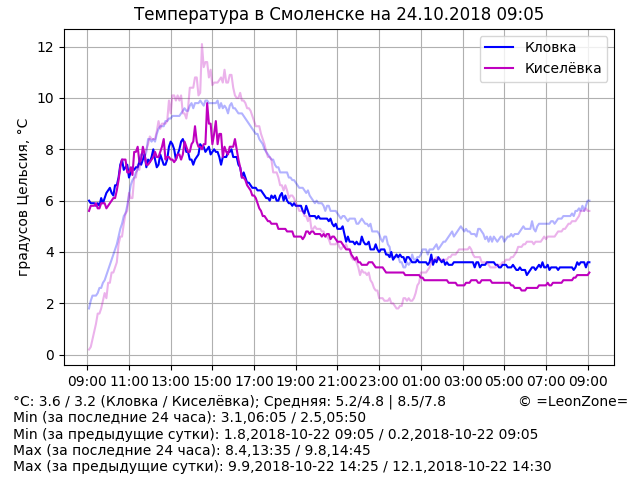 Температура в Смоленске на 24.10.2018 09:05
Кловка
Киселёвка
градусов Цельсия, °C
12
10
8
6
4
2
0
09:00 11:00 13:00 15:00 17:00 19:00 21:00 23:00 01:00 03:00 05:00 07:00 09:00
°C: 3.6 / 3.2 (Кловка / Киселёвка); Средняя: 5.2/4.8 | 8.5/7.8 © =LeonZone=
Min (за последние 24 часа): 3.1,06:05 / 2.5,05:50
Min (за предыдущие сутки): 1.8,2018-10-22 09:05 / 0.2,2018-10-22 09:05
Max (за последние 24 часа): 8.4,13:35 / 9.8,14:45
Max (за предыдущие сутки): 9.9,2018-10-22 14:25 / 12.1,2018-10-22 14:30